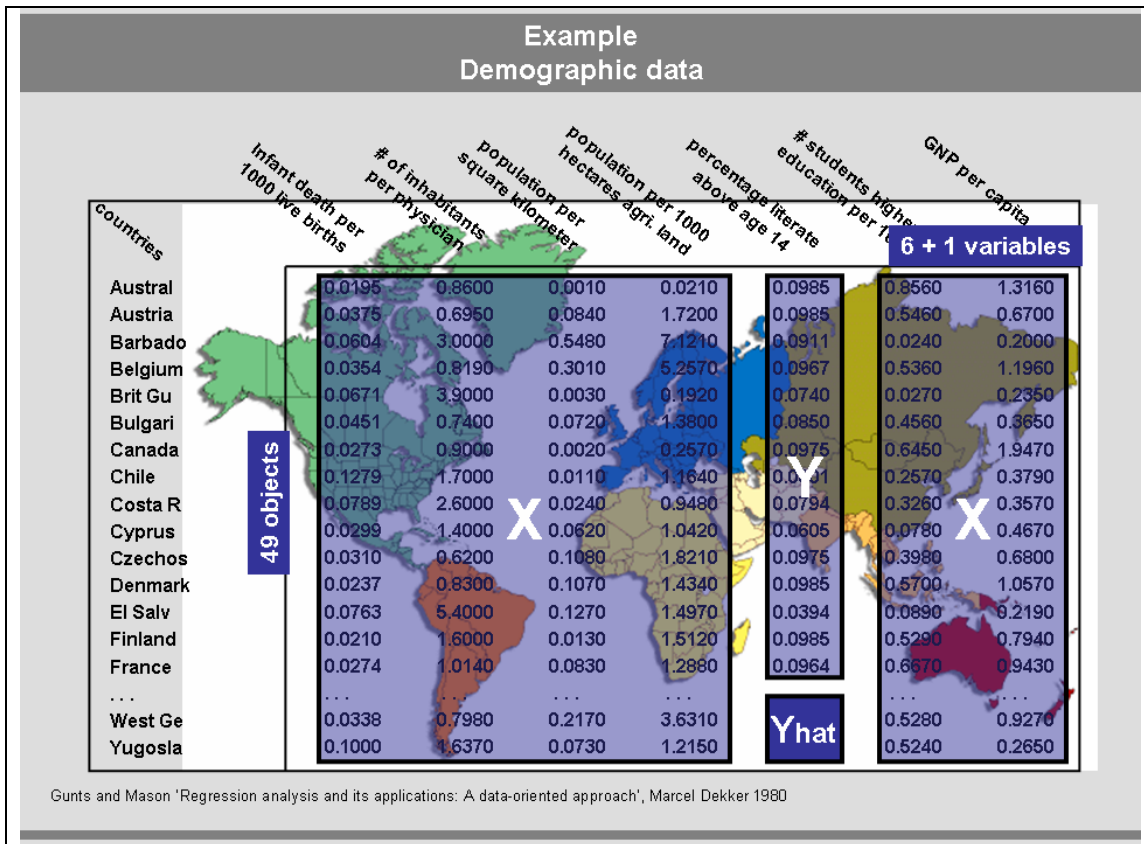 Example
Demographic data
countries
Infant death per
1000 live births
# of inhabitants
per physician
population per
square kilometer
population per 1000
hectares agri. land
percentage literate
above age 14
# students higher
education per
GNP per capita
6 + 1 variables
49 objects
Austral 0.0195 0.8600 0.0010 0.0210 0.0985 0.8560 1.3160
Austria 0.0375 0.6950 0.0840 1.7200 0.0985 0.5460 0.6700
Barbado 0.0604 3.0000 0.5480 7.1210 0.0911 0.0240 0.2000
Belgium 0.0354 0.8190 0.3010 5.2570 0.0967 0.5360 1.1960
Brit Gu 0.0671 3.9000 0.0030 0.1920 0.0740 0.0270 0.2350
Bulgari 0.0451 0.7400 0.0720 1.3800 0.0850 0.4560 0.3650
Canada 0.0273 0.9000 0.0020 0.2570 0.0975 0.6450 1.9470
Chile 0.1279 1.7000 0.0110 1.1640 0.2570 0.3790
Costa R 0.0789 2.6000 0.0240 0.9480 0.0794 0.3260 0.3570
Cyprus 0.0299 1.4000 0.0620 1.0420 0.0605 0.0780 0.4670
Czechos 0.0310 0.6200 0.1080 1.8210 0.0975 0.3980 0.6800
Denmark 0.0237 0.8300 0.1070 1.4340 0.0985 0.5700 1.0570
El Salv 0.0763 5.4000 0.1270 1.4970 0.0394 0.0890 0.2190
Finland 0.0210 1.6000 0.0130 1.5120 0.0985 0.5290 0.7940
France 0.0274 1.0140 0.0830 1.2880 0.0964 0.6670 0.9430
. . . . . . . . . . . . . . . . . . . . .
West Ge 0.0338 0.7980 0.2170 3.6310 0.5280 0.9270
Yugosla 0.1000 1.6370 0.0730 1.2150 0.5240 0.2650
X
Y
X
Yhat
Gunts and Mason 'Regression analysis and its applications: A data-oriented approach', Marcel Dekker 1980